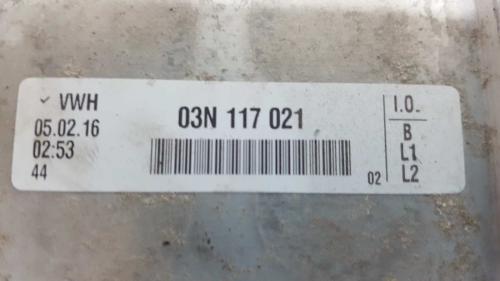 ✓ VWH
05.02.16
02:53
44
03N 117 021
02
I.O.
B
L1
L2